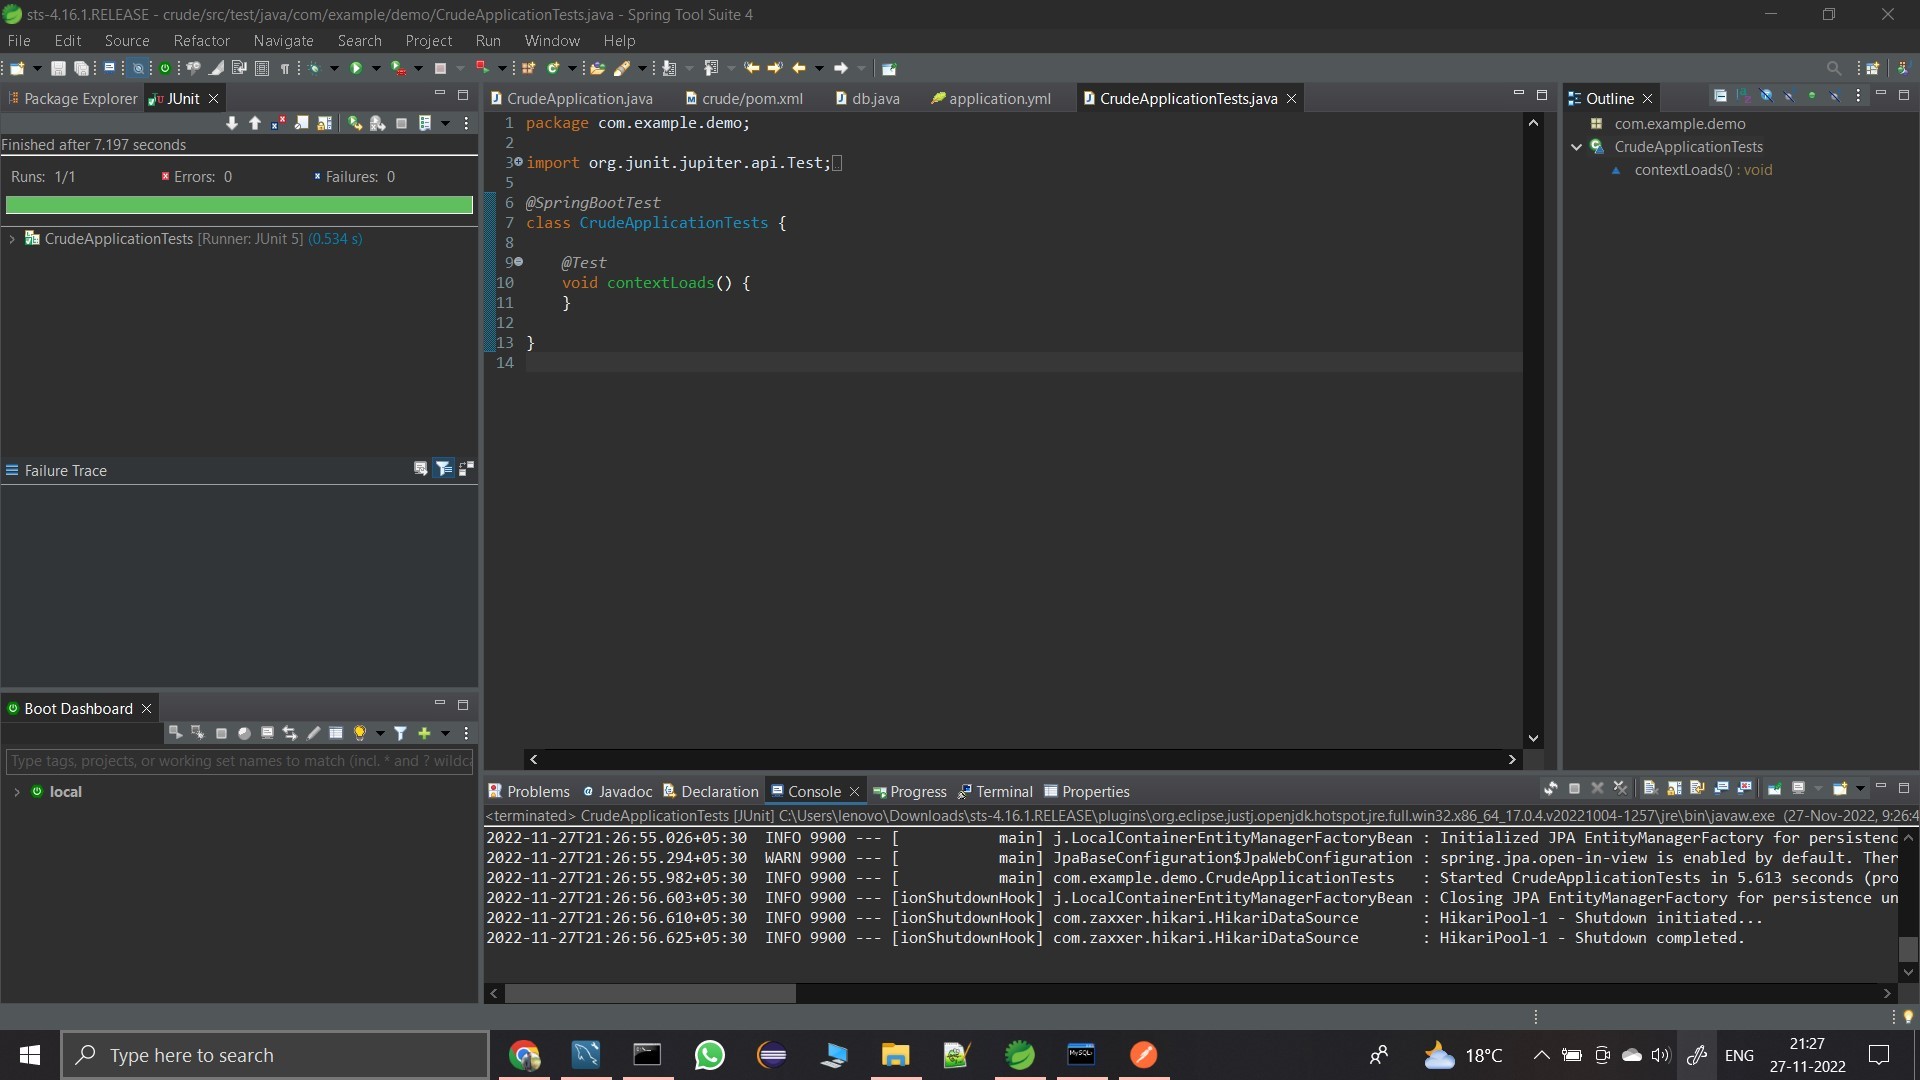 sts-4.16.1.RELEASE - crude/src/test/java/com/example/demo/CrudeApplicationTests.java - Spring Tool Suite 4
File Edit Source Refactor Navigate Search Project Run Window Help
Package Explorer JUnit
CrudeApplication.java crude/pom.xml db.java application.yml CrudeApplicationTests.java
Outline
Finished after 7.197 seconds
Runs: 1/1 Errors: 0 Failures: 0
CrudeApplicationTests [Runner: JUnit 5] (0.534 s)
Failure Trace
Boot Dashboard
Type tags, projects, or working set names to match (incl. * and ? wildca
local
1 package com.example.demo;
2
3 import org.junit.jupiter.api.Test;
5
6 @SpringBootTest
7 class CrudeApplicationTests {
8
9 @Test
10 void contextLoads() {
11 }
12
13 }
14
com.example.demo
CrudeApplicationTests
contextLoads() : void
Problems Javadoc Declaration Console Progress Terminal Properties
<terminated> CrudeApplicationTests [JUnit] C:\Users\lenovo\Downloads\sts-4.16.1.RELEASE\plugins\org.eclipse.justj.openjdk.hotspot.jre.full.win32.x86_64_17.0.4.v20221004-1257\jre\bin\javaw.exe (27-Nov-2022, 9:26:4
2022-11-27T21:26:55.026+05:30 INFO 9900 --- [ main] j.LocalContainerEntityManagerFactoryBean : Initialized JPA EntityManagerFactory for persistenc
2022-11-27T21:26:55.294+05:30 WARN 9900 --- [ main] JpaBaseConfiguration$JpaWebConfiguration : spring.jpa.open-in-view is enabled by default. Ther
2022-11-27T21:26:55.982+05:30 INFO 9900 --- [ main] com.example.demo.CrudeApplicationTests : Started CrudeApplicationTests in 5.613 seconds (pro
2022-11-27T21:26:56.603+05:30 INFO 9900 --- [ionShutdownHook] j.LocalContainerEntityManagerFactoryBean : Closing JPA EntityManagerFactory for persistence un
2022-11-27T21:26:56.610+05:30 INFO 9900 --- [ionShutdownHook] com.zaxxer.hikari.HikariDataSource : HikariPool-1 - Shutdown initiated...
2022-11-27T21:26:56.625+05:30 INFO 9900 --- [ionShutdownHook] com.zaxxer.hikari.HikariDataSource : HikariPool-1 - Shutdown completed.
Type here to search
18°C
ENG
21:27
27-11-2022